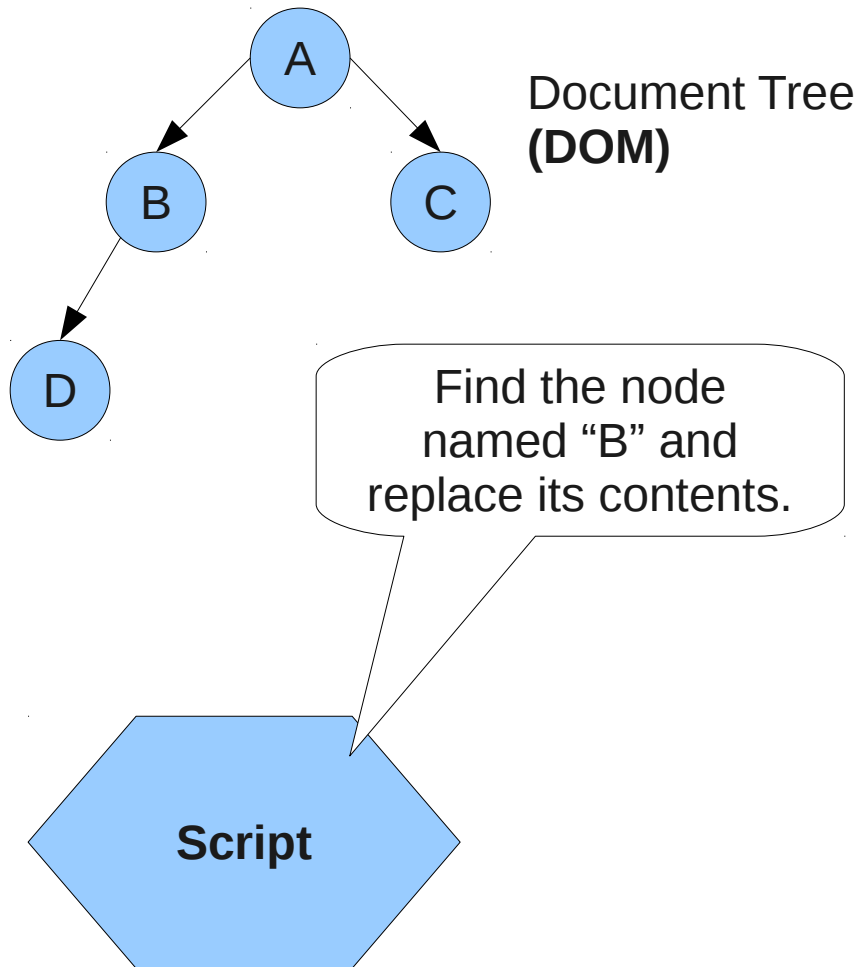 A
Document Tree
(DOM)
B
C
D
Find the node
named “B” and
replace its contents.
Script